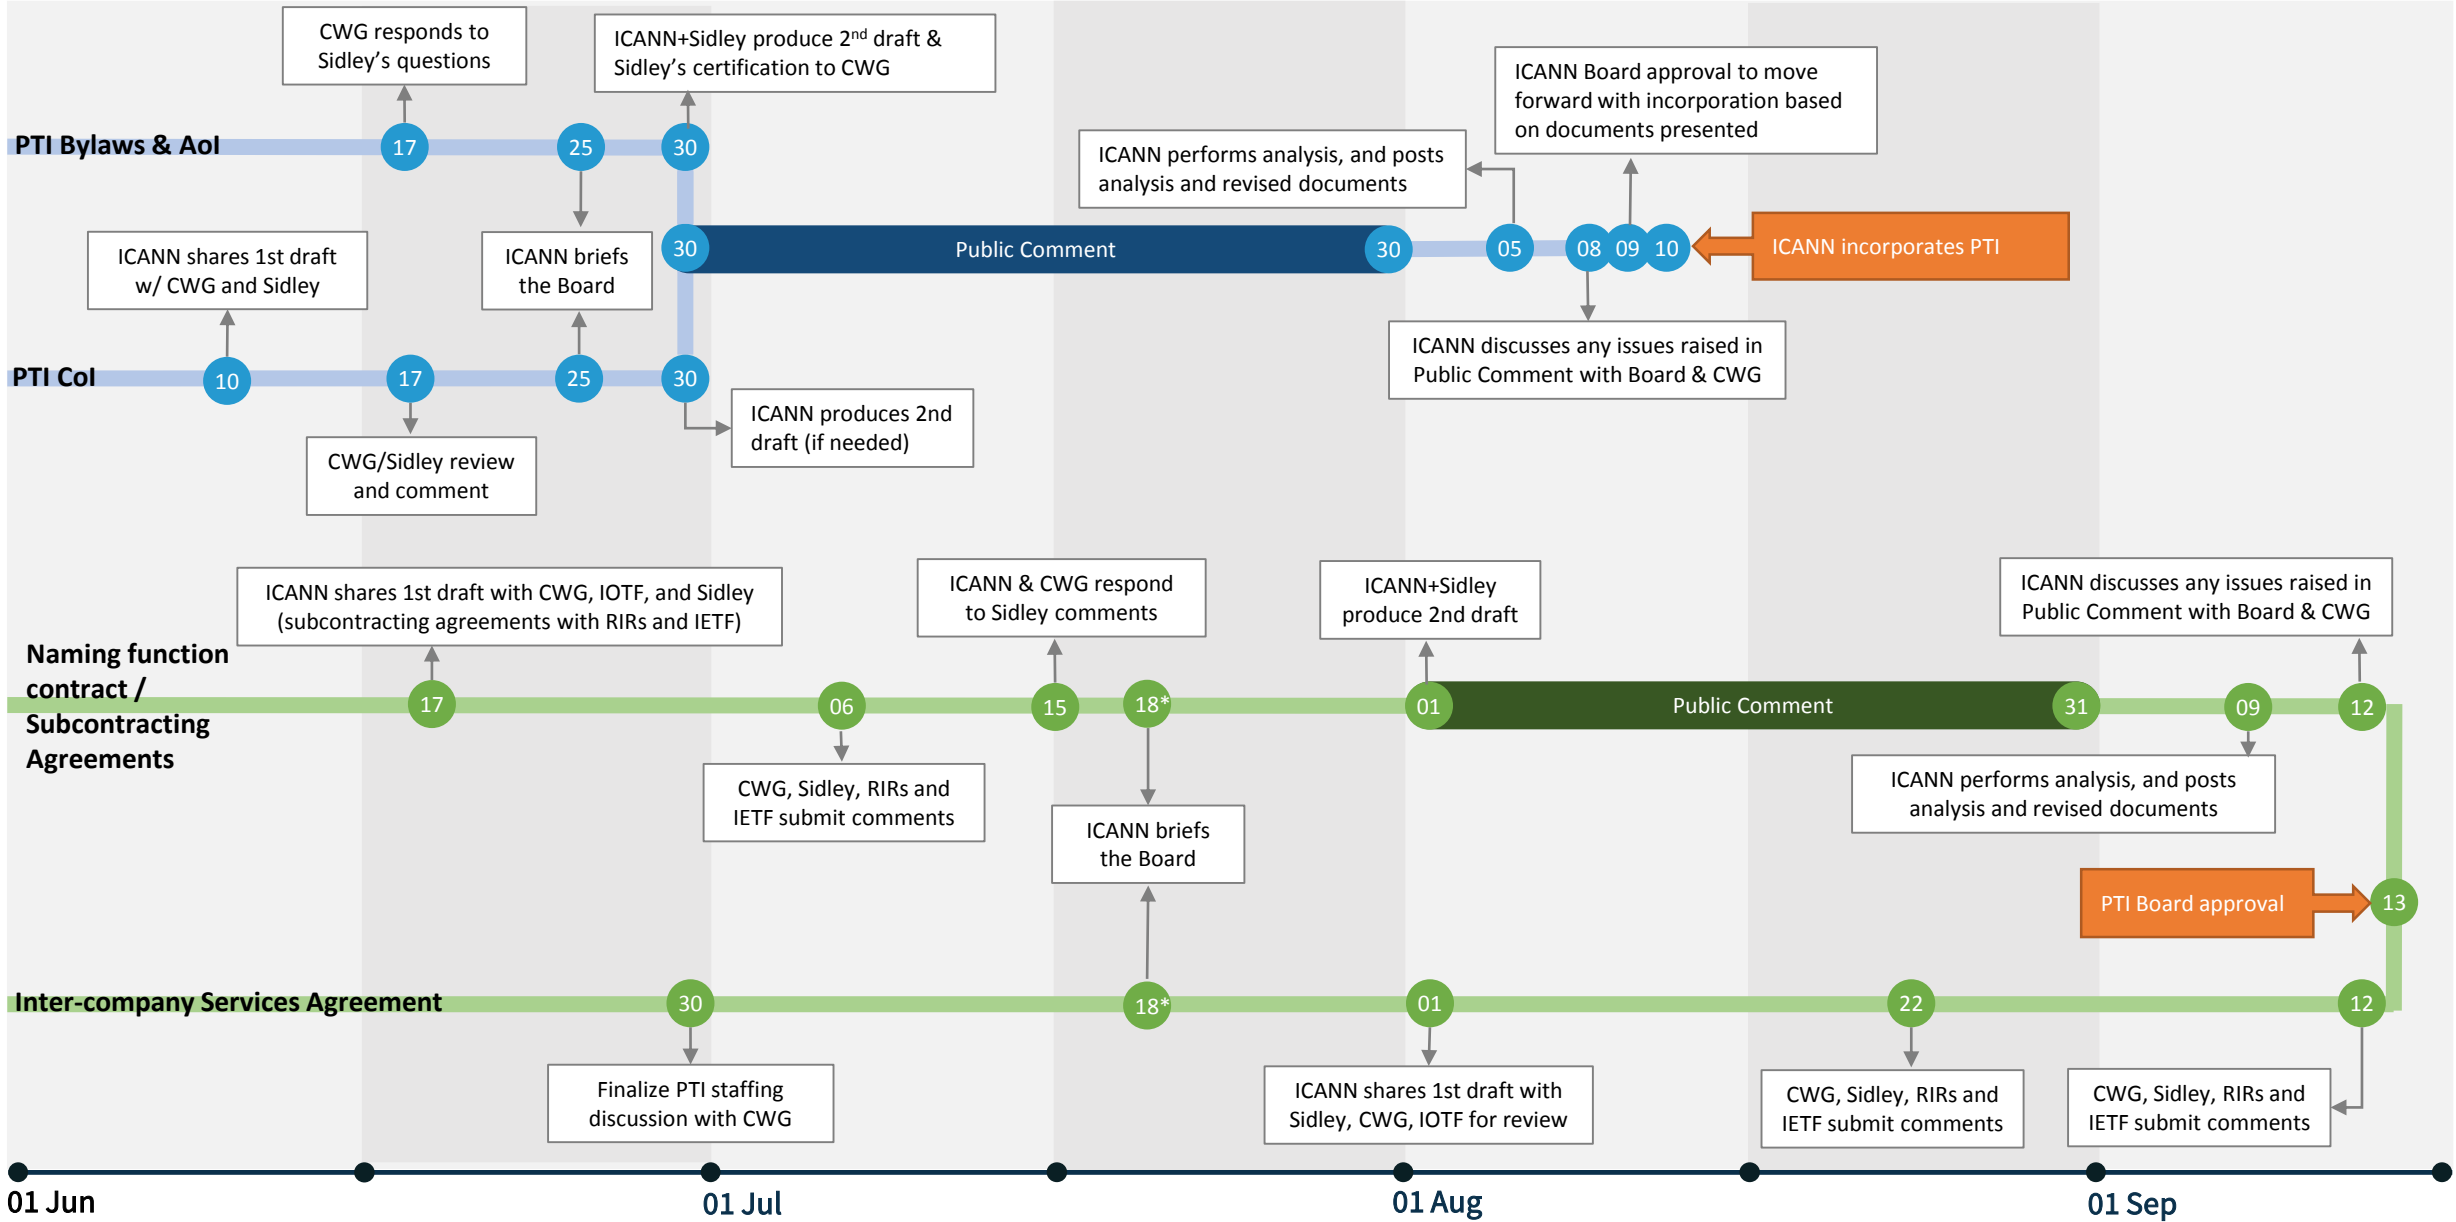 CWG responds to
Sidley's questions
ICANN+Sidley produce 2nd draft &
Sidley's certification to CWG
ICANN Board approval to move
forward with incorporation based
on documents presented
PTI Bylaws & AoI
17
25
30
ICANN performs analysis, and posts
analysis and revised documents
ICANN shares 1st draft
w/ CWG and Sidley
ICANN briefs
the Board
30
Public Comment
30
05
08
09
10
ICANN incorporates PTI
ICANN discusses any issues raised in
Public Comment with Board & CWG
PTI CoI
10
17
25
30
ICANN produces 2nd
draft (if needed)
CWG/Sidley review
and comment
ICANN shares 1st draft with CWG, IOTF, and Sidley
(subcontracting agreements with RIRs and IETF)
ICANN & CWG respond
to Sidley comments
ICANN+Sidley
produce 2nd draft
ICANN discusses any issues raised in
Public Comment with Board & CWG
Naming function
contract /
Subcontracting
Agreements
17
06
15
18*
01
Public Comment
31
09
12
CWG, Sidley, RIRs and
IETF submit comments
ICANN briefs
the Board
ICANN performs analysis, and posts
analysis and revised documents
PTI Board approval
13
Inter-company Services Agreement
30
18*
01
22
12
Finalize PTI staffing
discussion with CWG
ICANN shares 1st draft with
Sidley, CWG, IOTF for review
CWG, Sidley, RIRs and
IETF submit comments
CWG, Sidley, RIRs and
IETF submit comments
01 Jun
01 Jul
01 Aug
01 Sep